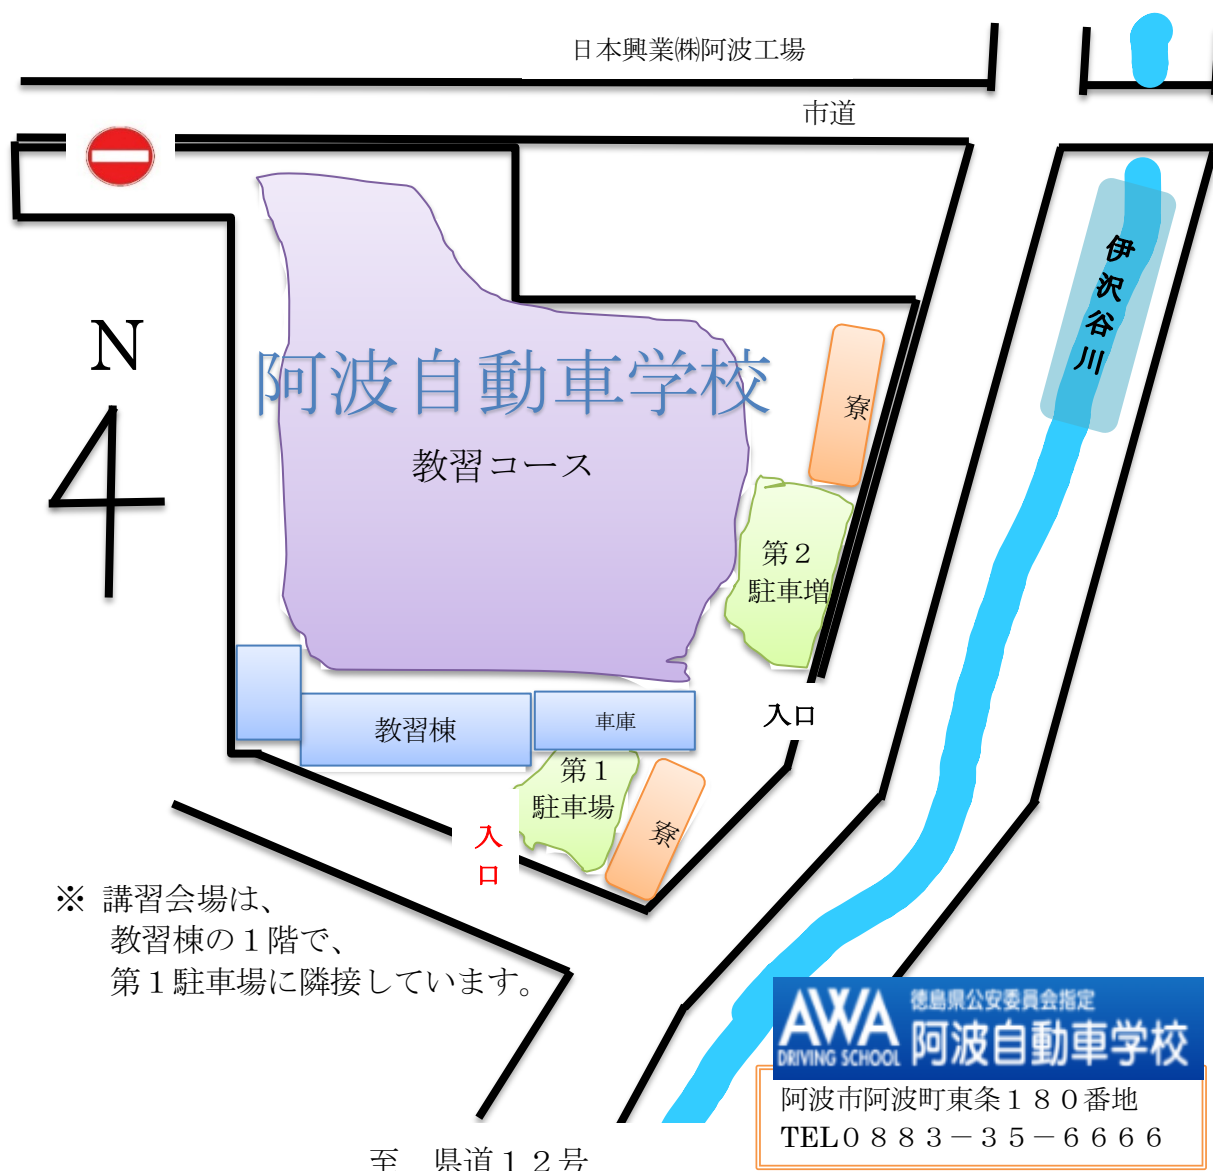 日本興業㈱阿波工場
市道
伊沢谷川
N
阿波自動車学校
教習コース
寮
第２
駐車増
入口
教習棟
車庫
第１
駐車場
寮
入
口
※ 講習会場は、
教習棟の１階で、
第１駐車場に隣接しています。
AWA
DRIVING SCHOOL
徳島県公安委員会指定
阿波自動車学校
阿波市阿波町東条１８０番地
TEL０８８３－３５－６６６６
至　県道１２号